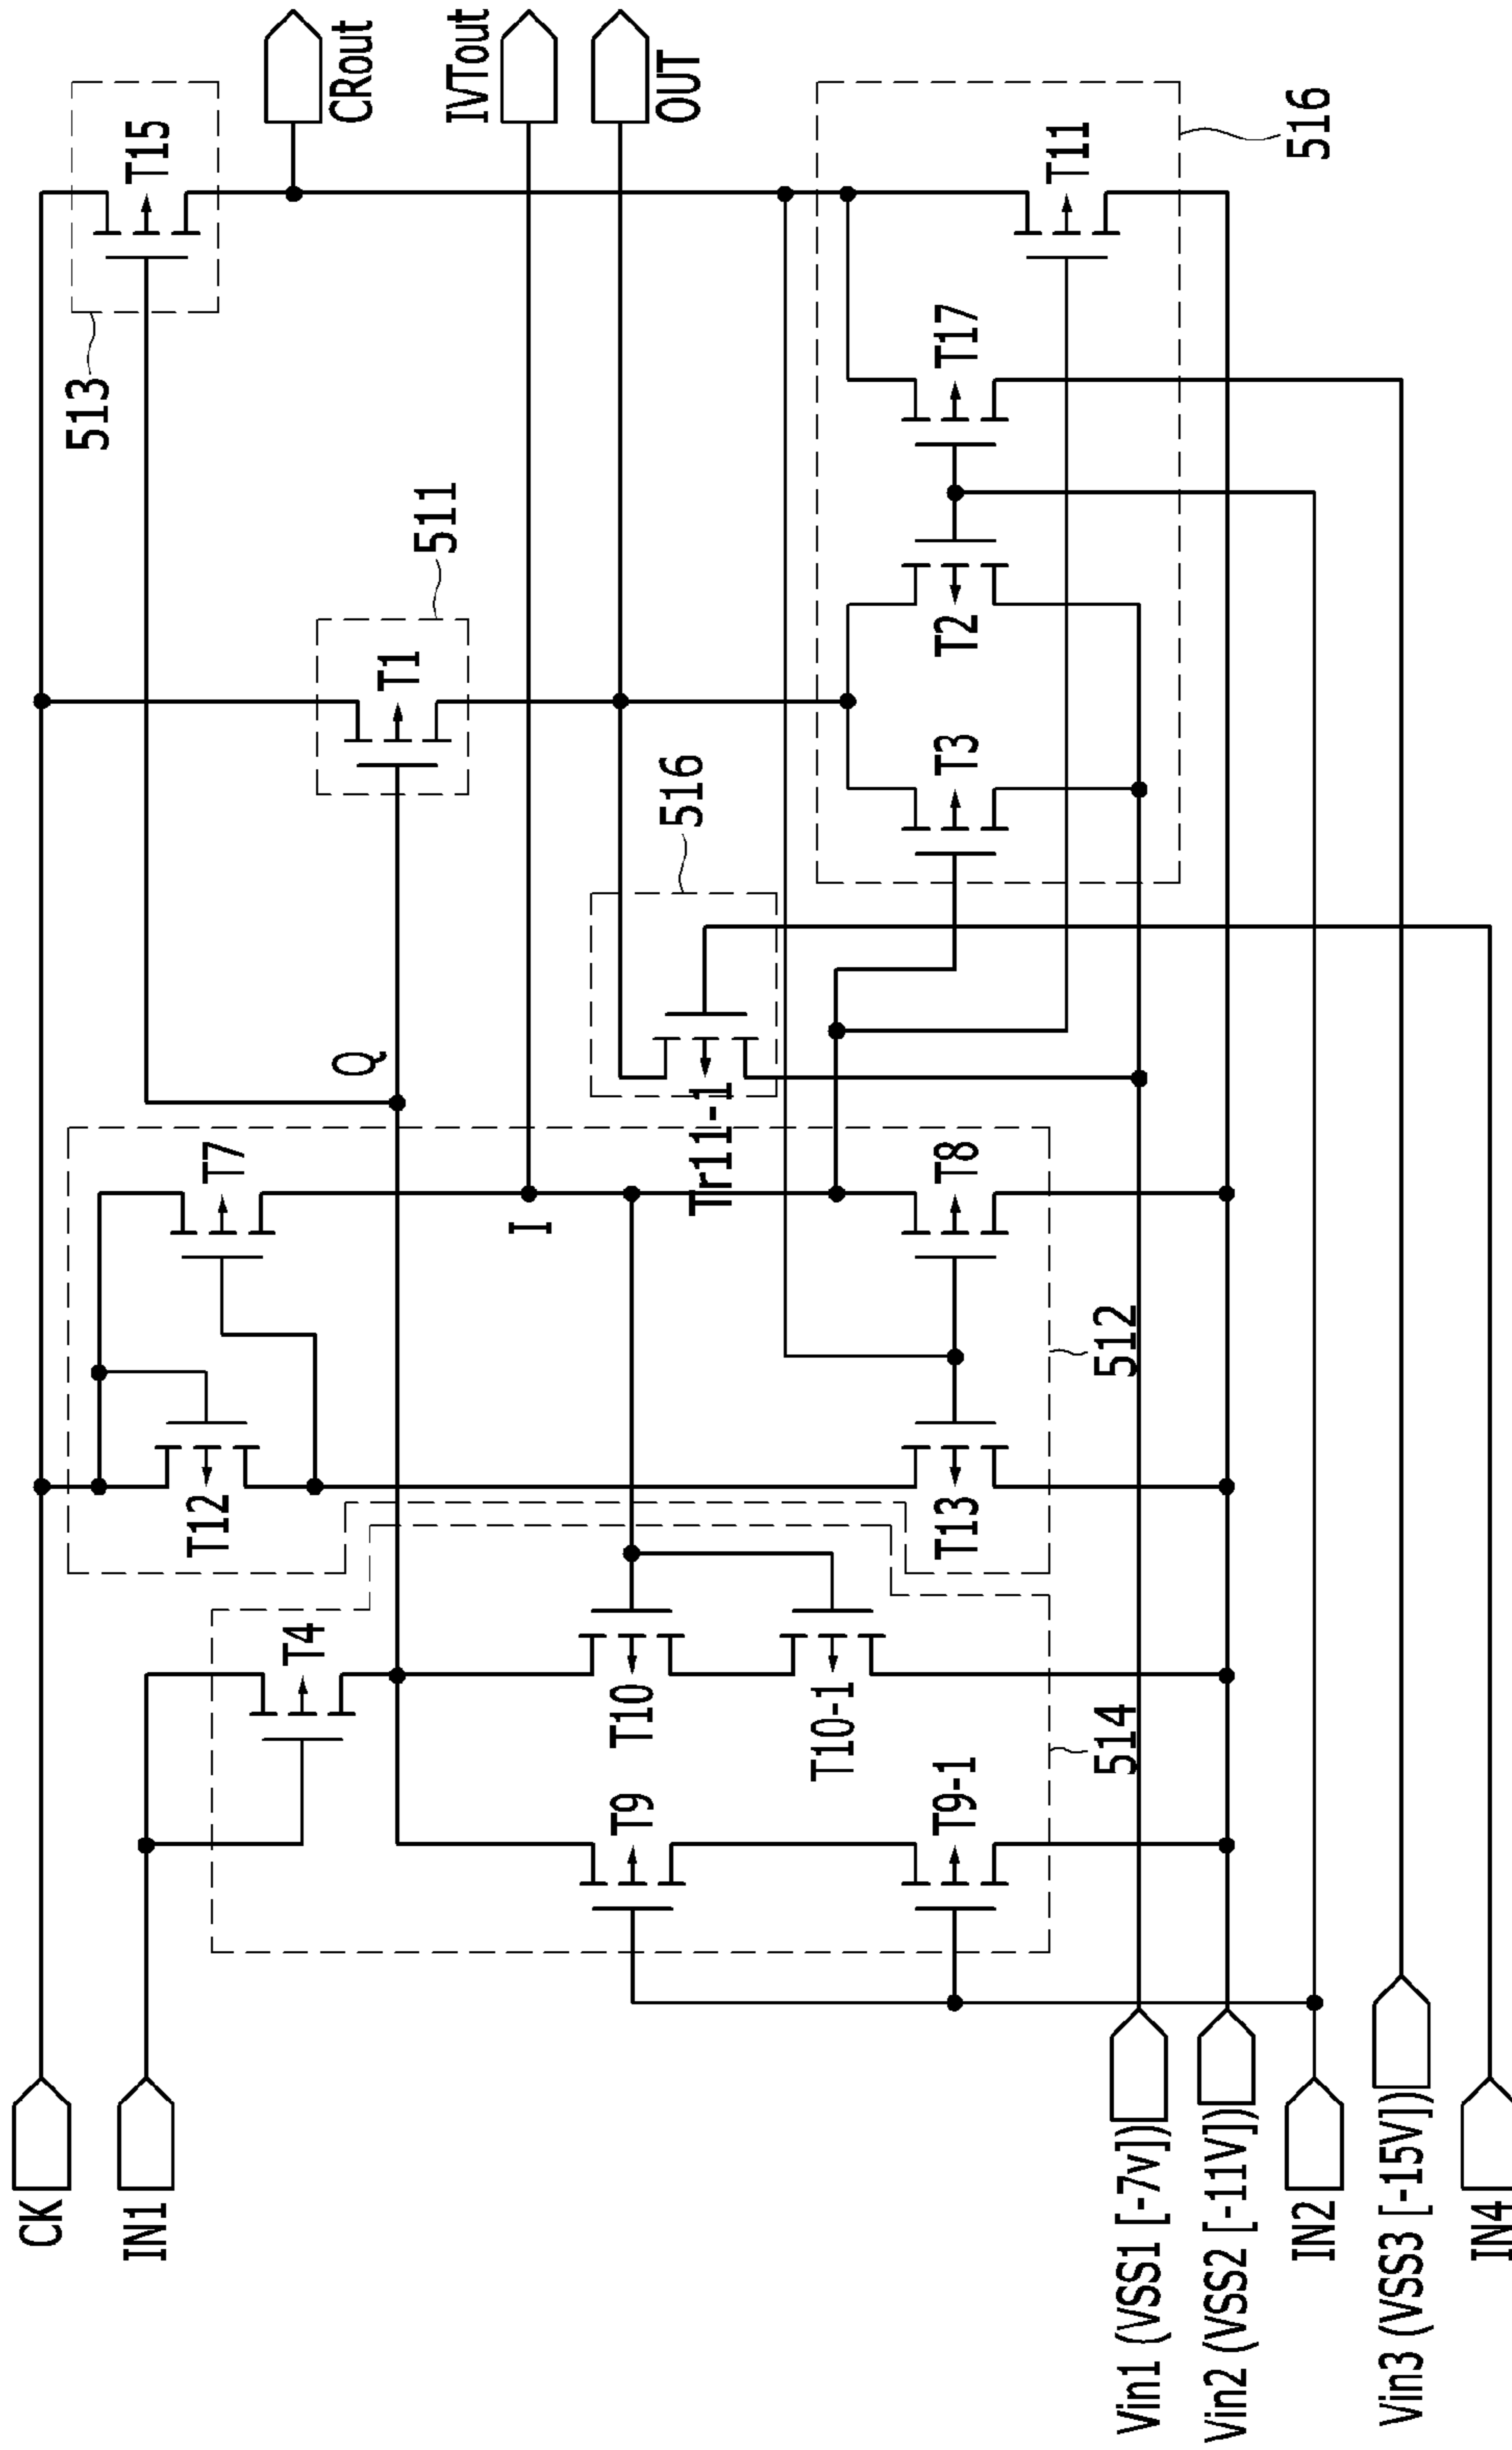 CK
IN1
Vin1 (VSS1 [-7v])
Vin2 (VSS2 [-11V])
IN2
Vin3 (VSS3 [-15V])
IN4
T4
T9
T9-1
T10
T10-1
514
T12
T7
T13
T8
512
I
Q
Tr11-1
516
T1
511
T3
T2
T17
T11
516
T15
513
CRout
IVTout
OUT